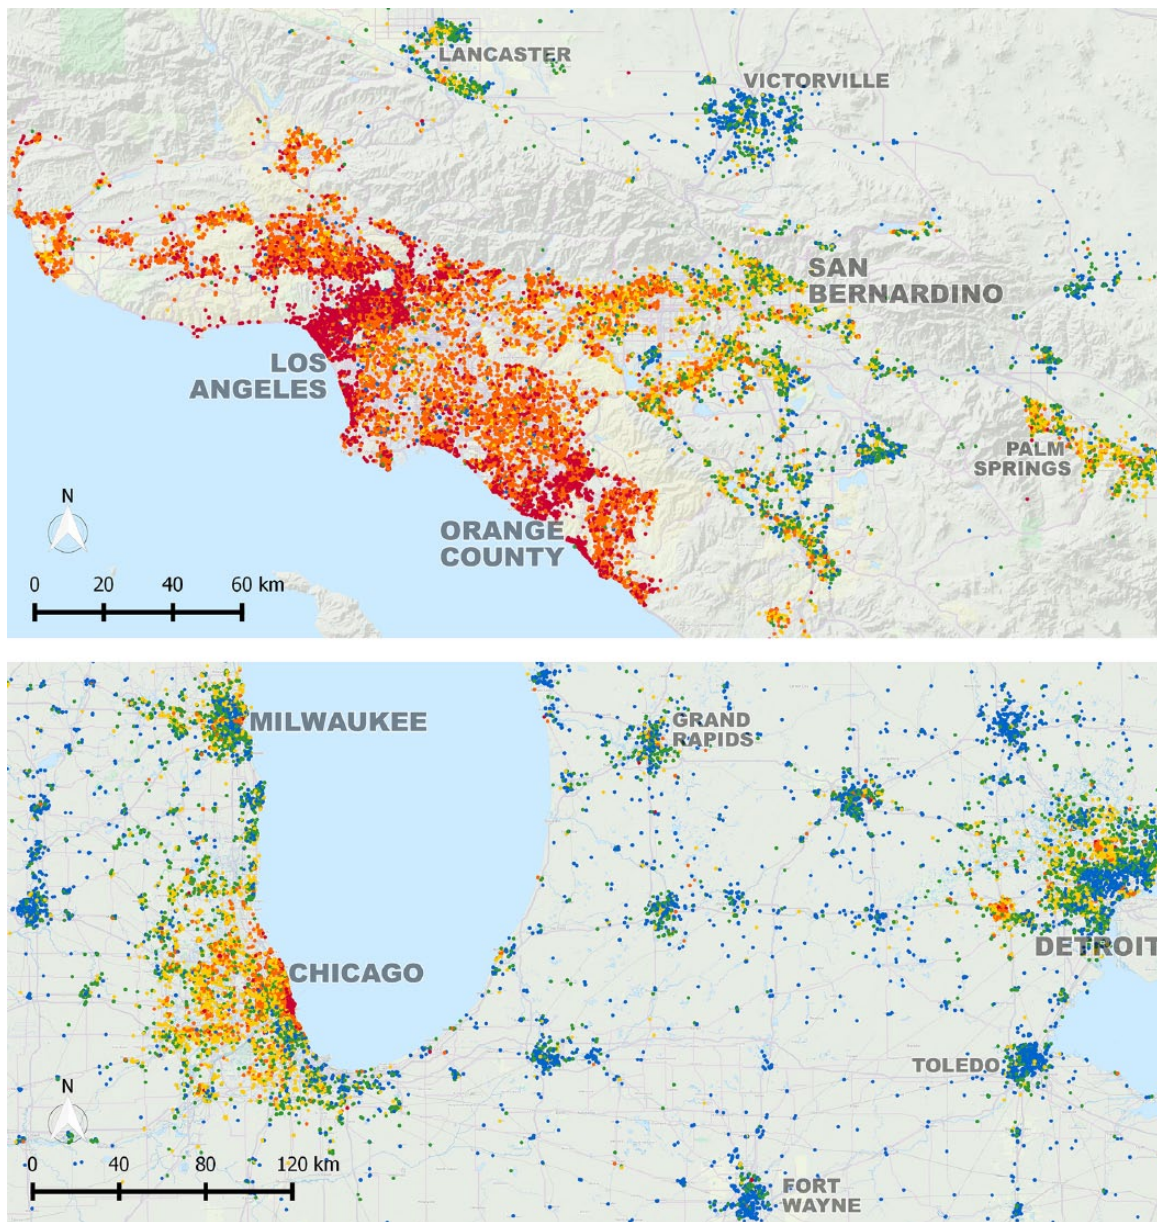 LANCASTER
VICTORVILLE
SAN
BERNARDINO
LOS
ANGELES
PALM
SPRINGS
N
ORANGE
COUNTY
0 20 40 60 km
MILWAUKEE
GRAND
RAPIDS
DETROIT
CHICAGO
TOLEDO
N
0 40 80 120 km
FORT
WAYNE